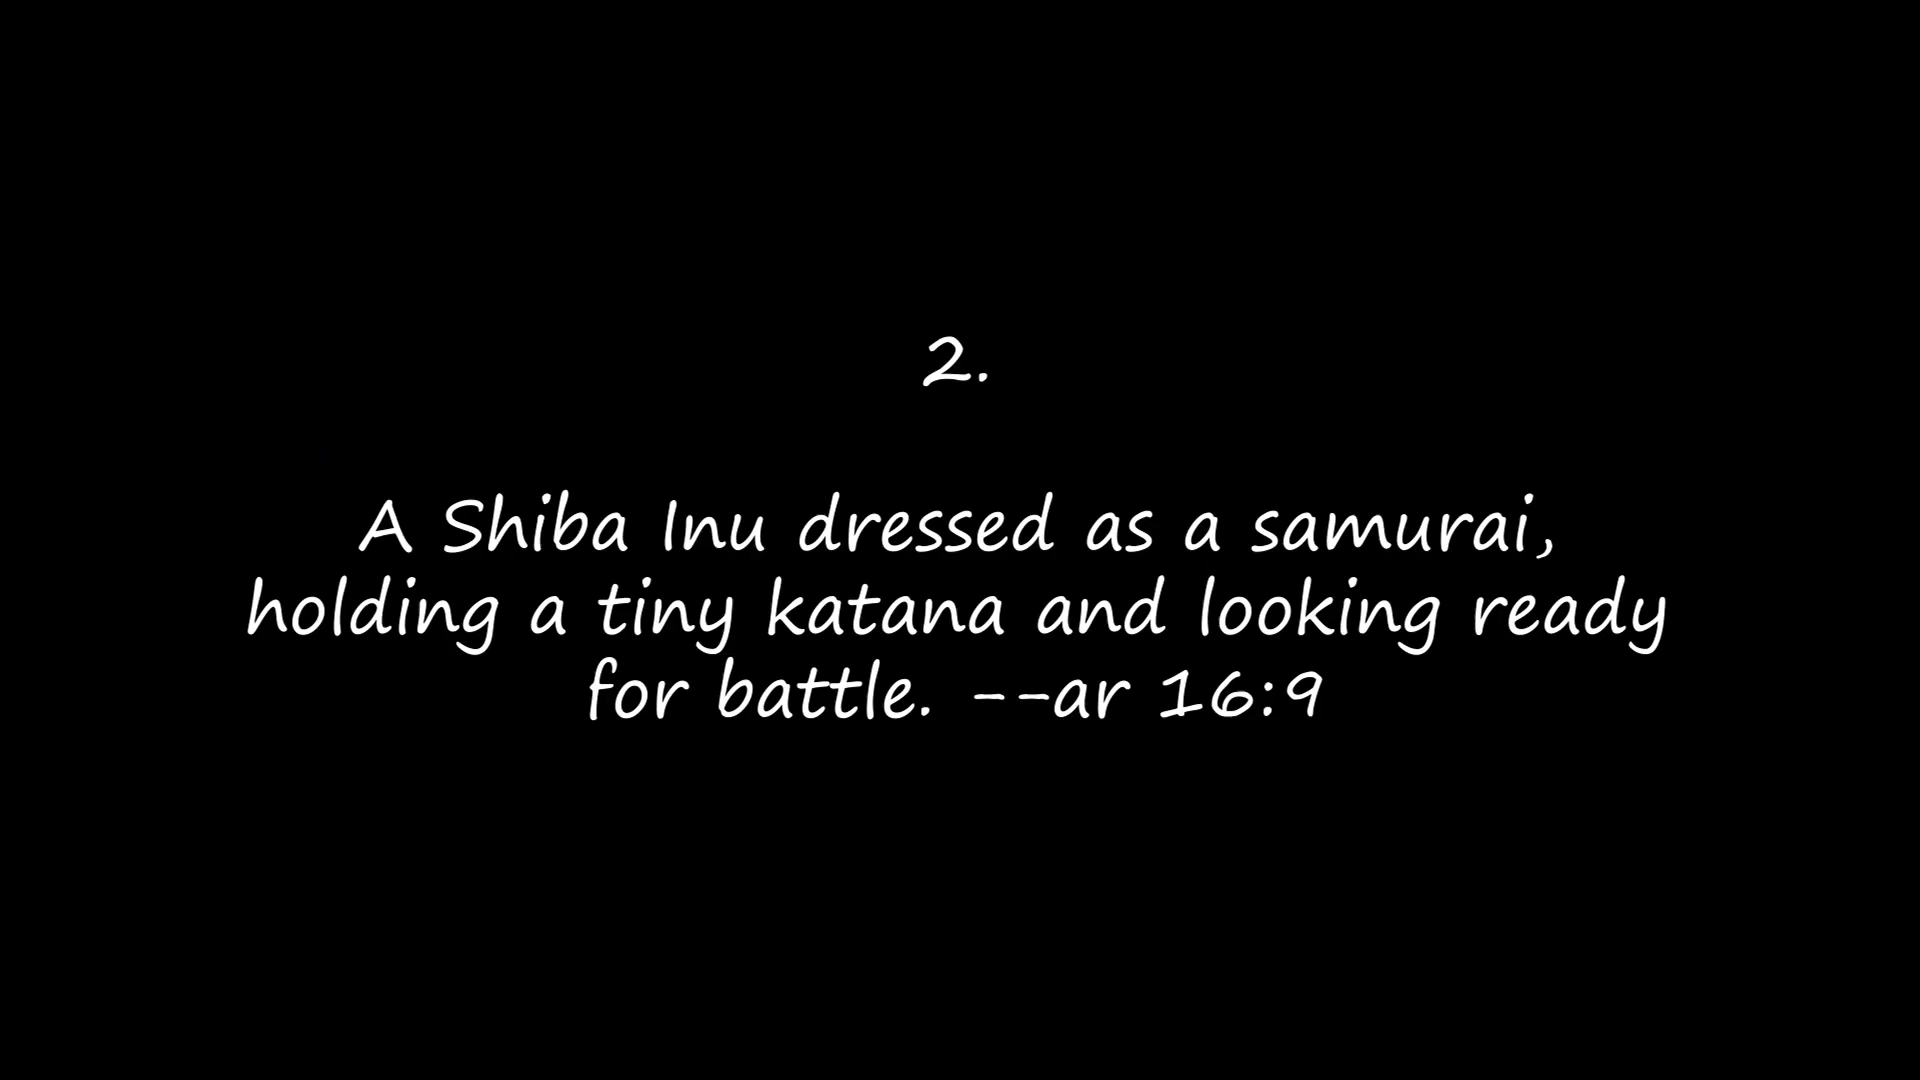 2.
A Shiba Inu dressed as a samurai,
holding a tiny katana and looking ready
for battle. --ar 16:9